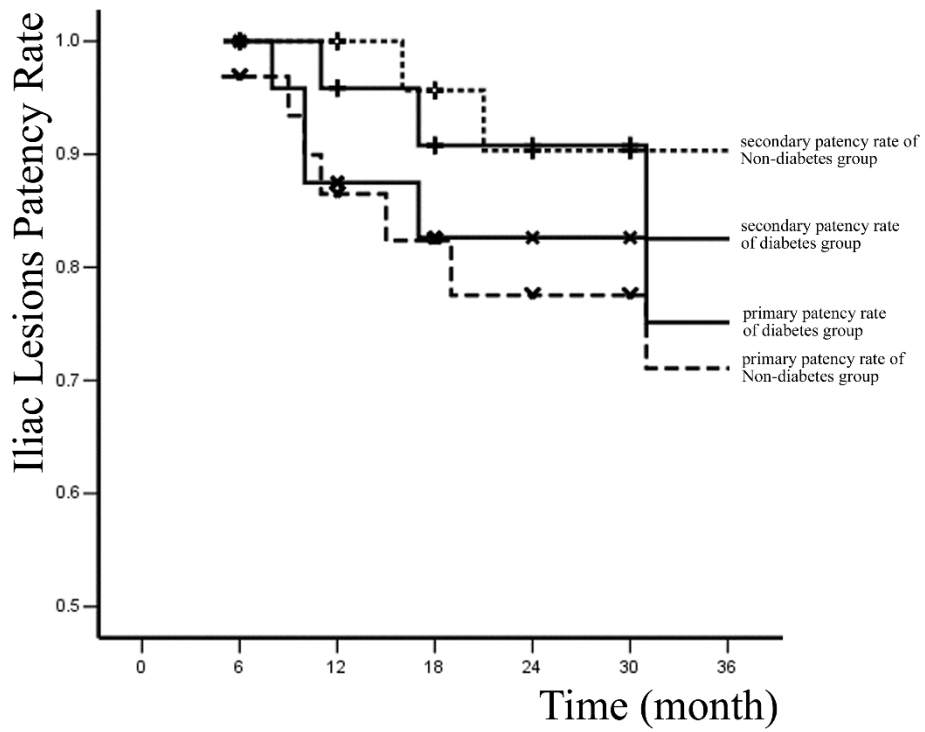 Iliac Lesions Patency Rate
1.0
0.9
0.8
0.7
0.6
0.5
secondary patency rate of
Non-diabetes group
secondary patency rate
of diabetes group
primary patency rate
of diabetes group
primary patency rate of
Non-diabetes group
0 6 12 18 24 30 36
Time (month)